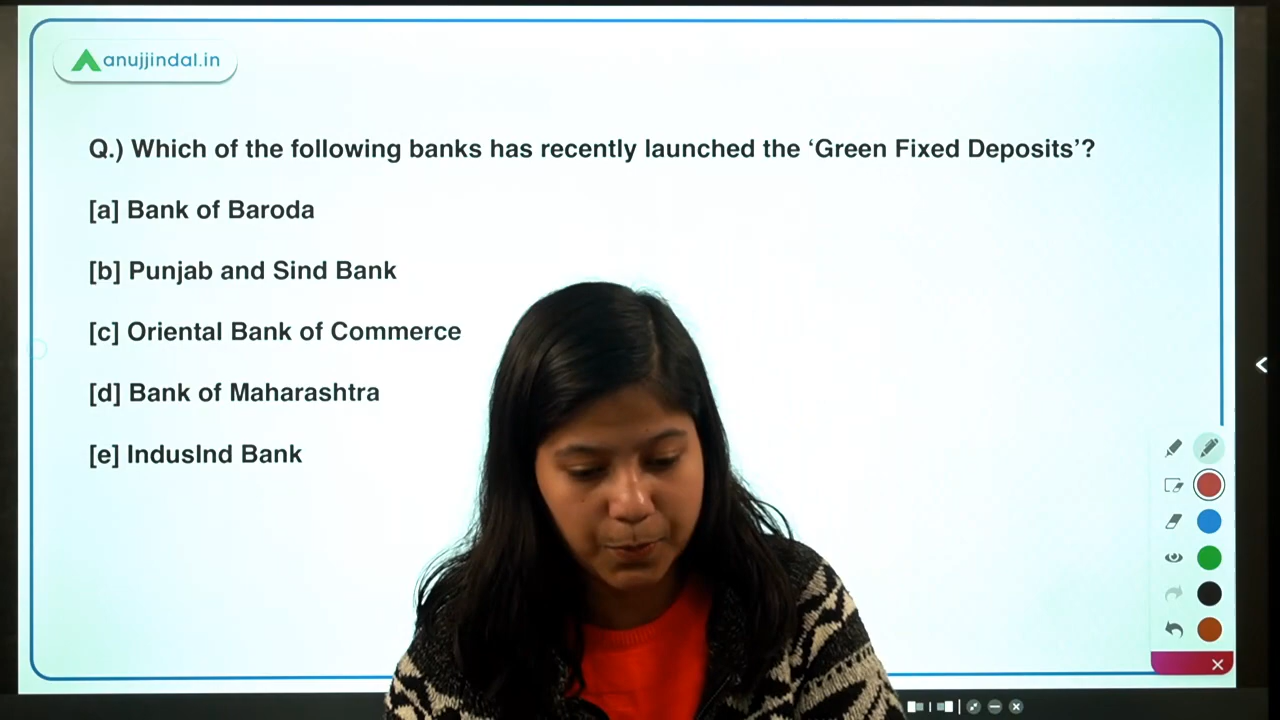 anujjindal.in
Q.) Which of the following banks has recently launched the ‘Green Fixed Deposits’?
[a] Bank of Baroda
[b] Punjab and Sind Bank
[c] Oriental Bank of Commerce
[d] Bank of Maharashtra
[e] IndusInd Bank